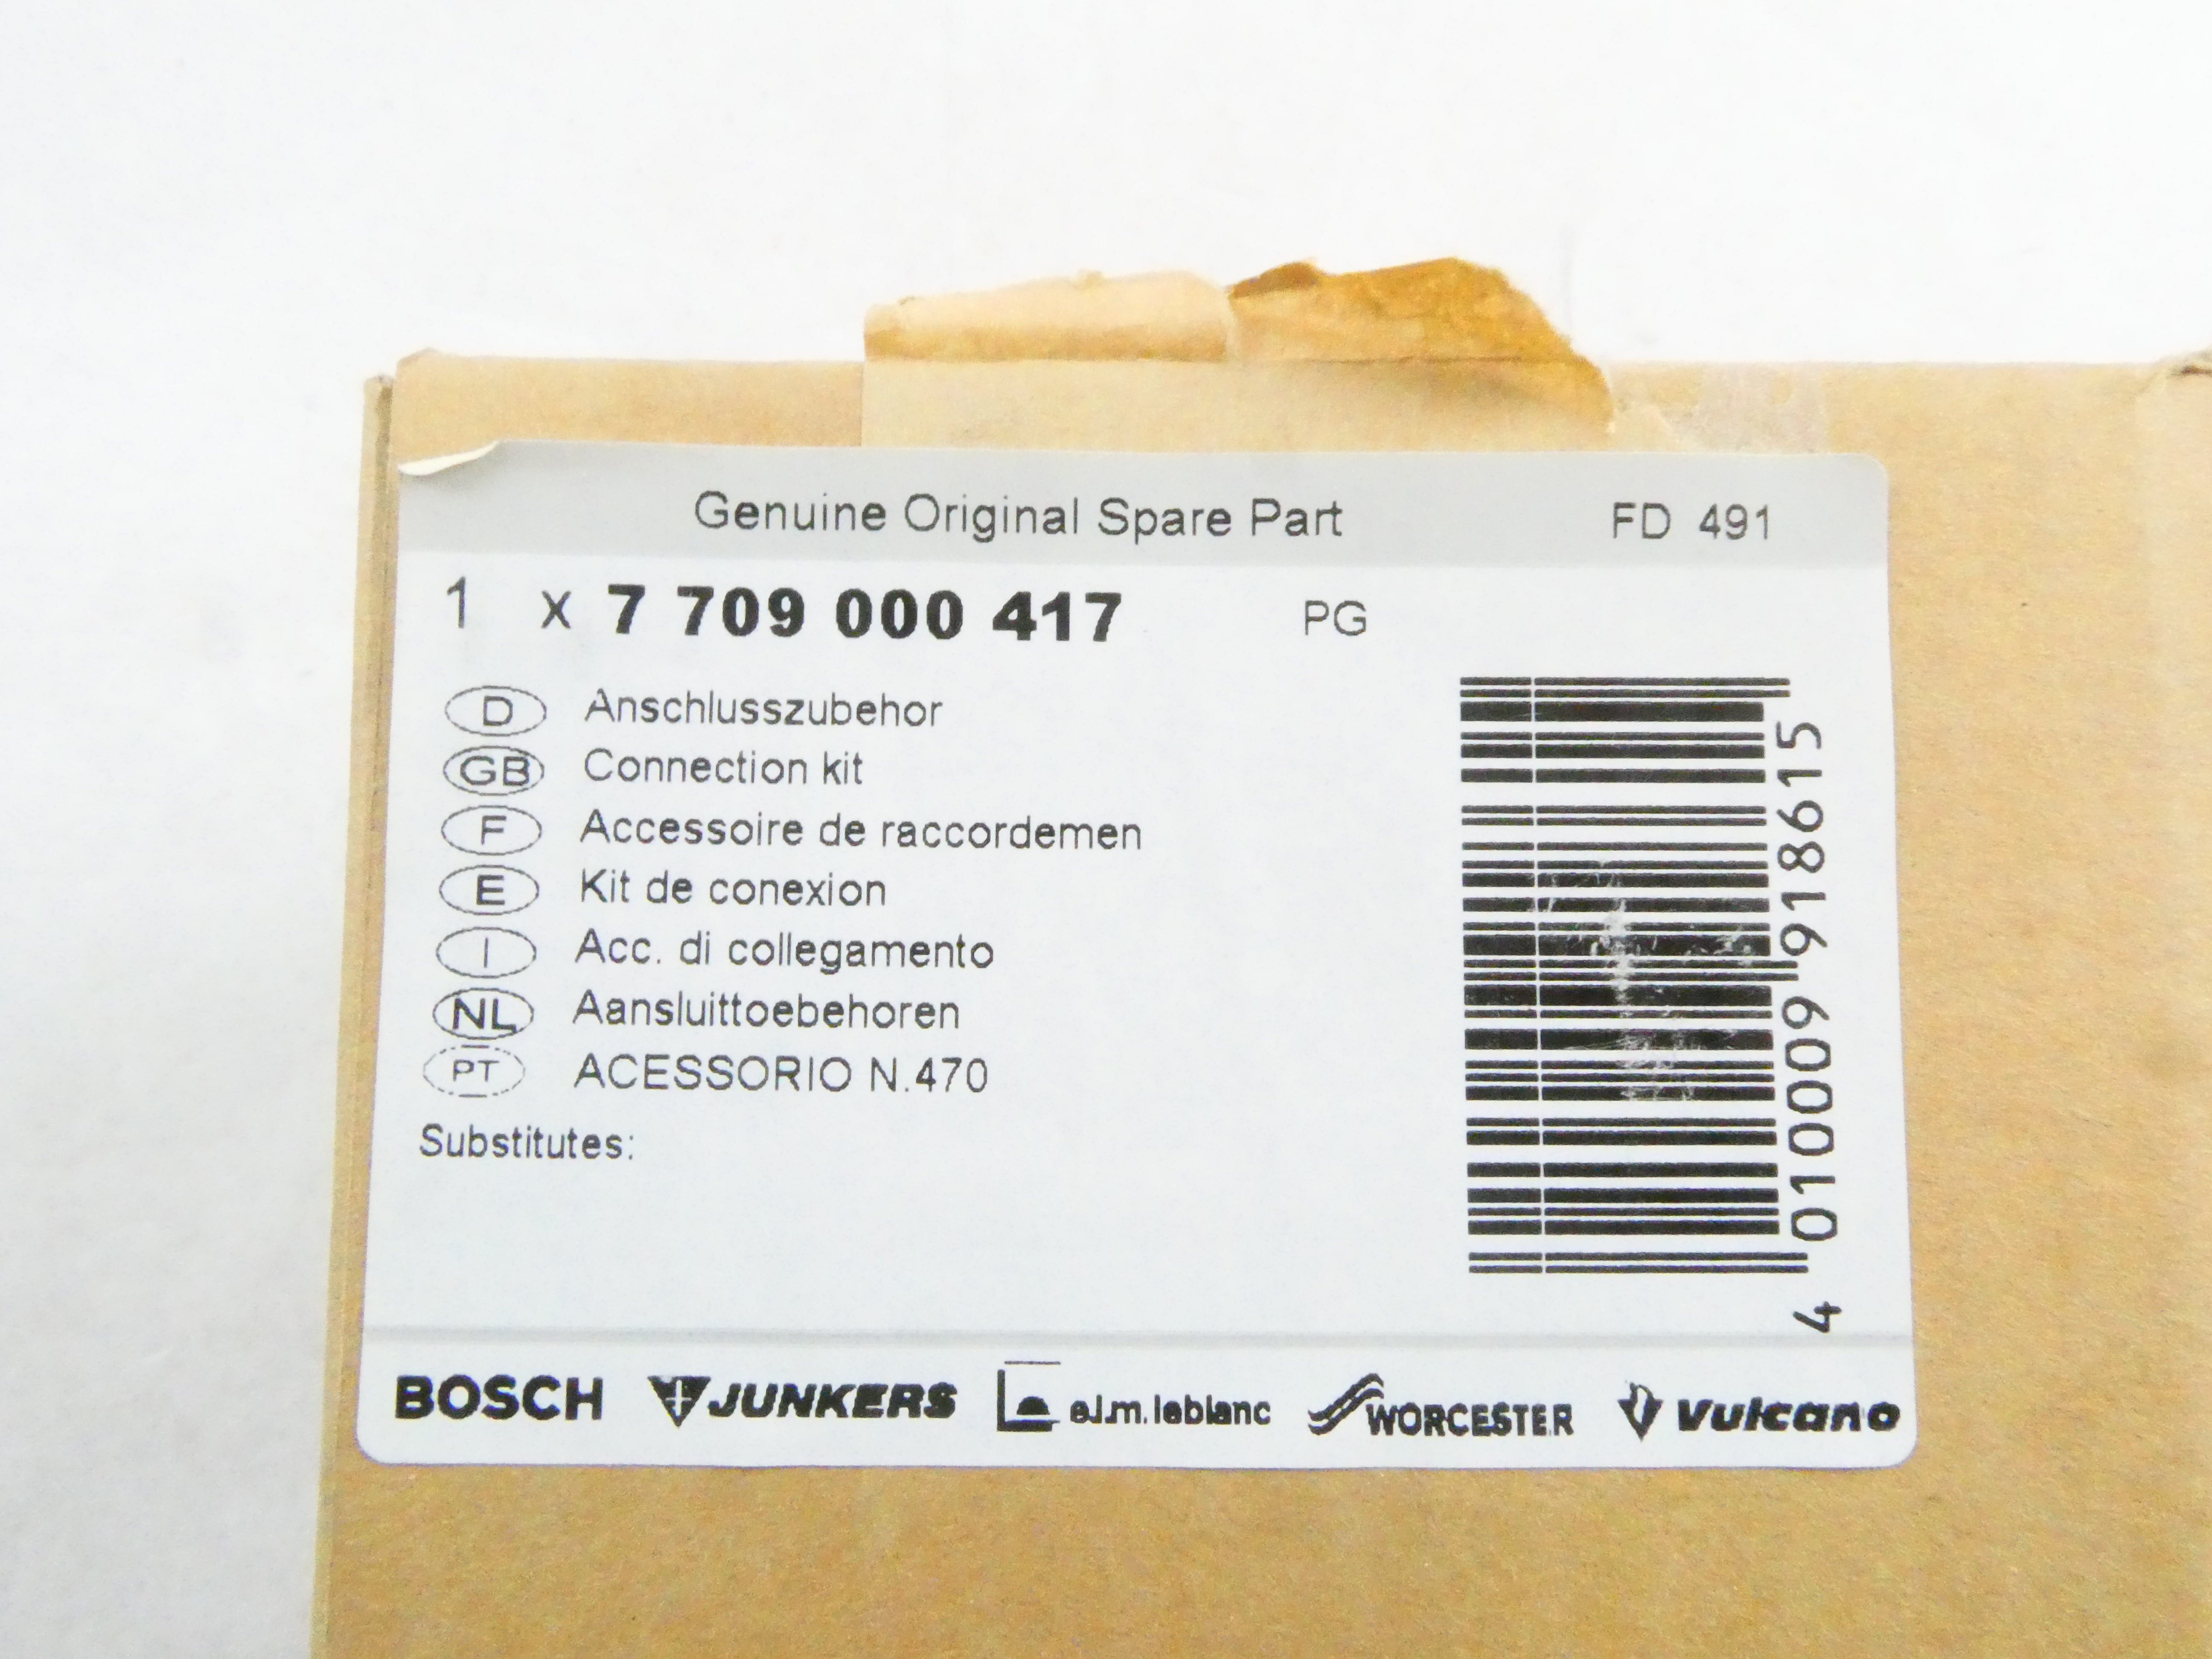 Genuine Original Spare Part FD 491
1 x 7 709 000 417 PG
D Anschlusszubehor
GB Connection kit
F Accessoire de raccordemen
E Kit de conexion
I Acc. di collegamento
NL Aansluittoebehoren
PT ACESSORIO N.470
Substitutes:
4 010009 918615
BOSCH JUNKERS e.l.m. leblanc WORCESTER Vulcano